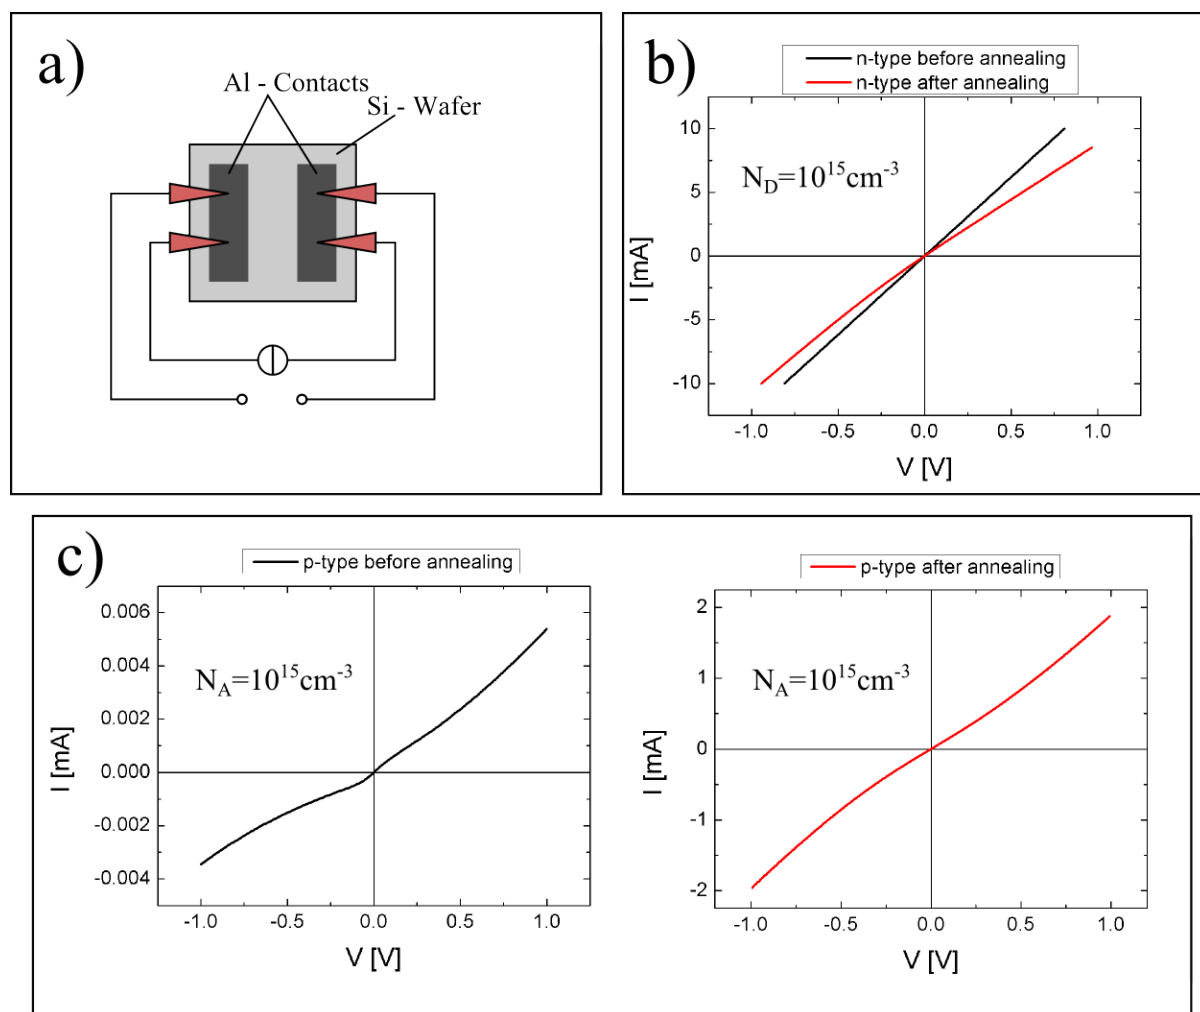 a)
Al - Contacts
Si - Wafer
b)
n-type before annealing
n-type after annealing
N_D=10^15cm^-3
10
5
0
-5
-10
I [mA]
-1.0 -0.5 0.0 0.5 1.0
V [V]
c)
p-type before annealing
N_A=10^15cm^-3
0.006
0.004
0.002
0.000
-0.002
-0.004
I [mA]
-1.0 -0.5 0.0 0.5 1.0
V [V]
p-type after annealing
N_A=10^15cm^-3
2
1
0
-1
-2
I [mA]
-1.0 -0.5 0.0 0.5 1.0
V [V]